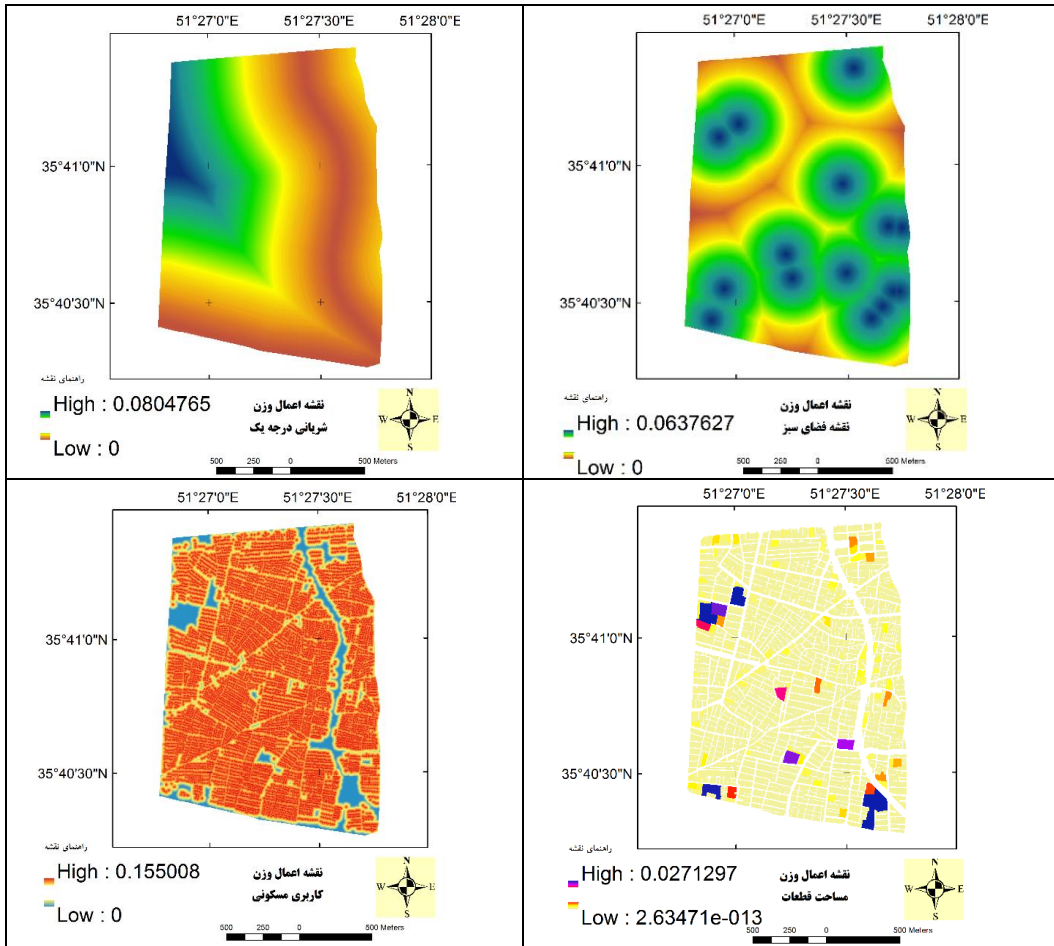 51°27'0"E 51°27'30"E 51°28'0"E
35°41'0"N
35°40'30"N
راهنمای نقشه
High : 0.0804765
Low : 0
نقشه اعمال وزن
شریانی درجه یک
N
W E
S
500 250 0 500 Meters
51°27'0"E 51°27'30"E 51°28'0"E
35°41'0"N
35°40'30"N
راهنمای نقشه
High : 0.0637627
Low : 0
نقشه اعمال وزن
نقشه فضای سبز
N
W E
S
500 250 0 500 Meters
51°27'0"E 51°27'30"E 51°28'0"E
35°41'0"N
35°40'30"N
راهنمای نقشه
High : 0.155008
Low : 0
نقشه اعمال وزن
کاربری مسکونی
N
W E
S
500 250 0 500 Meters
51°27'0"E 51°27'30"E 51°28'0"E
35°41'0"N
35°40'30"N
راهنمای نقشه
High : 0.0271297
Low : 2.63471e-013
نقشه اعمال وزن
مساحت قطعات
N
W E
S
500 250 0 500 Meters